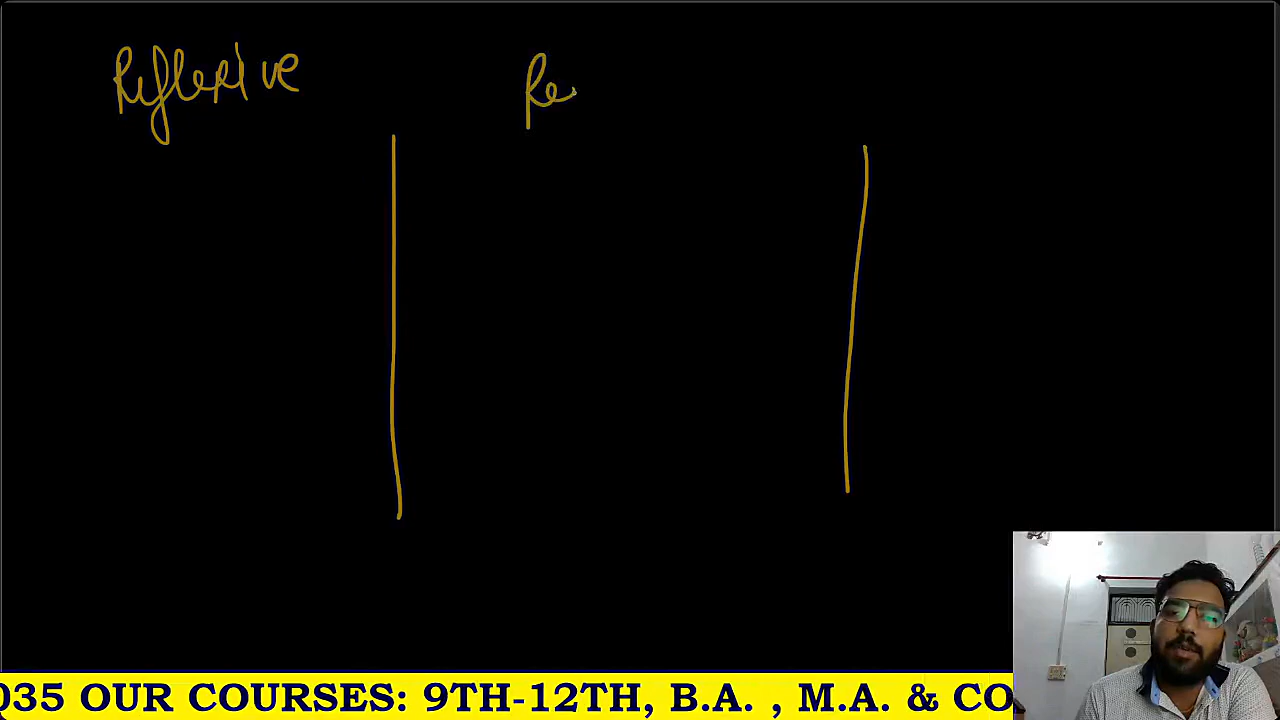 Reflexive Re
035 OUR COURSES: 9TH-12TH, B.A. , M.A. & CO